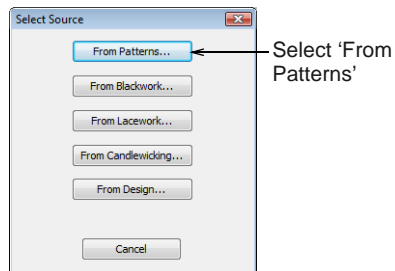 Select Source
From Patterns...
Select 'From
Patterns'
From Blackwork...
From Lacework...
From Candlewicking...
From Design...
Cancel